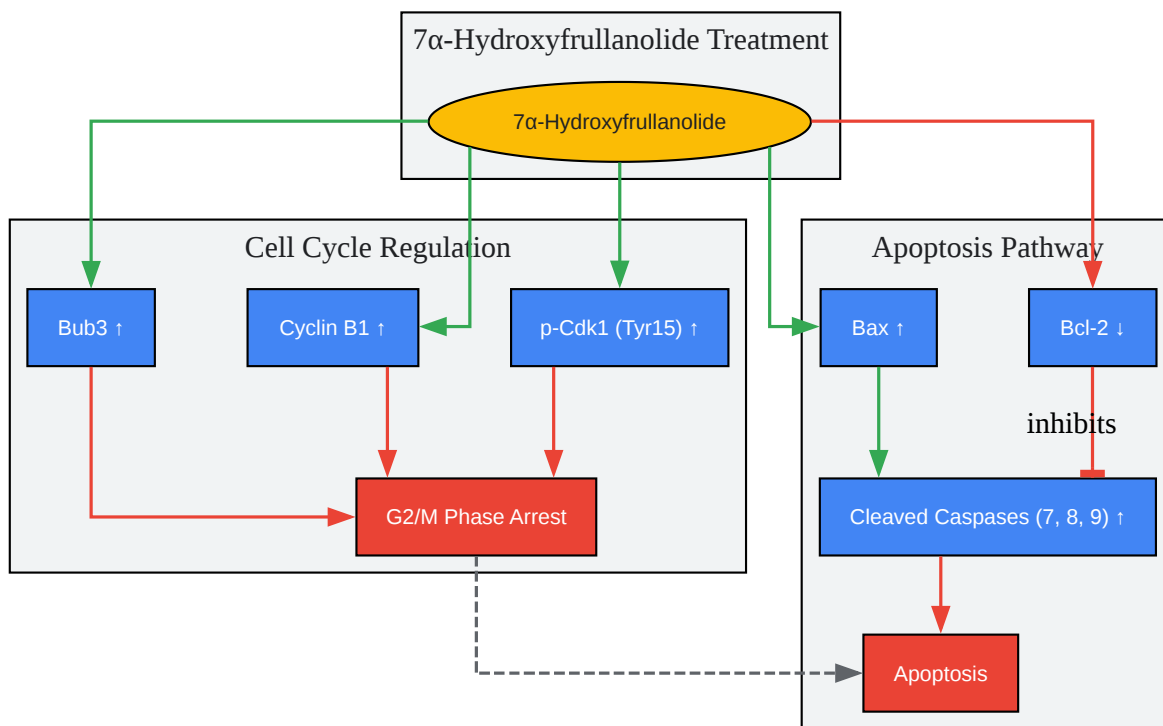 7α-Hydroxyfrullanolide Treatment
7α-Hydroxyfrullanolide
Cell Cycle Regulation
Apoptosis Pathway
Bub3 ↑
Cyclin B1 ↑
p-Cdk1 (Tyr15) ↑
Bax ↑
Bcl-2 ↓
inhibits
G2/M Phase Arrest
Cleaved Caspases (7, 8, 9) ↑
Apoptosis